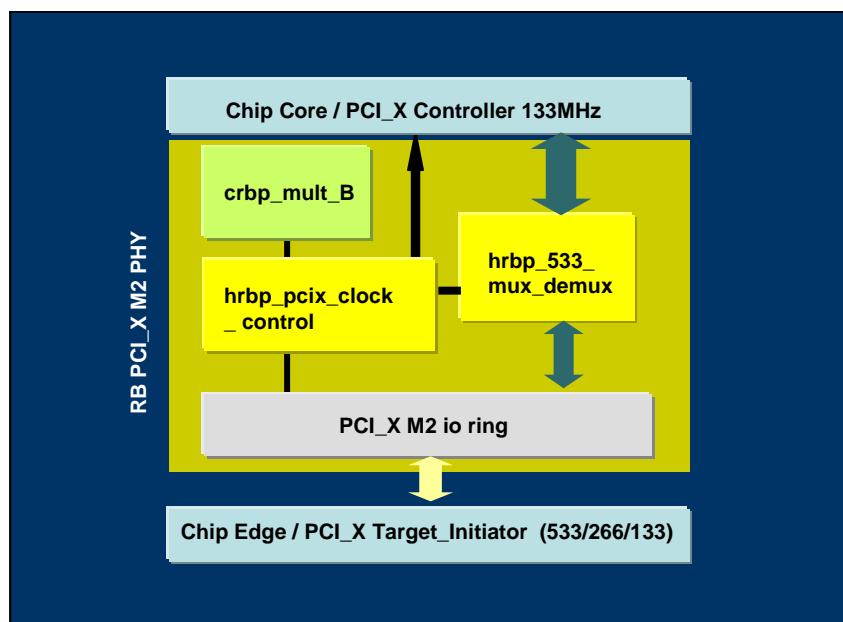 Chip Core / PCI_X Controller 133MHz
crbp_mult_B
RB PCI_X M2 PHY
hrbp_533_
mux_demux
hrbp_pcix_clock
_ control
PCI_X M2 io ring
Chip Edge / PCI_X Target_Initiator (533/266/133)